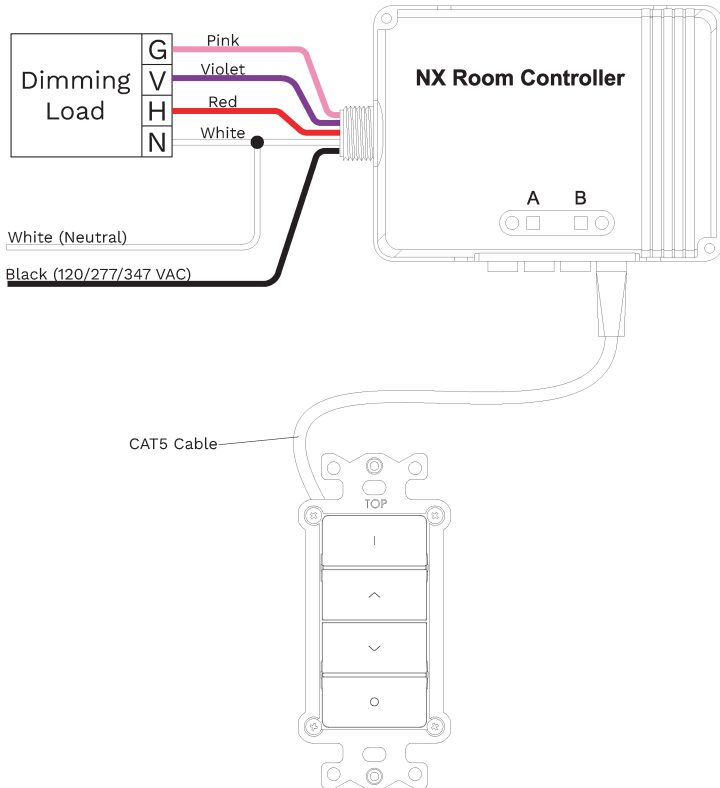 Dimming
Load
G
V
H
N
Pink
Violet
Red
White
NX Room Controller
A B
White (Neutral)
Black (120/277/347 VAC)
CAT5 Cable
TOP